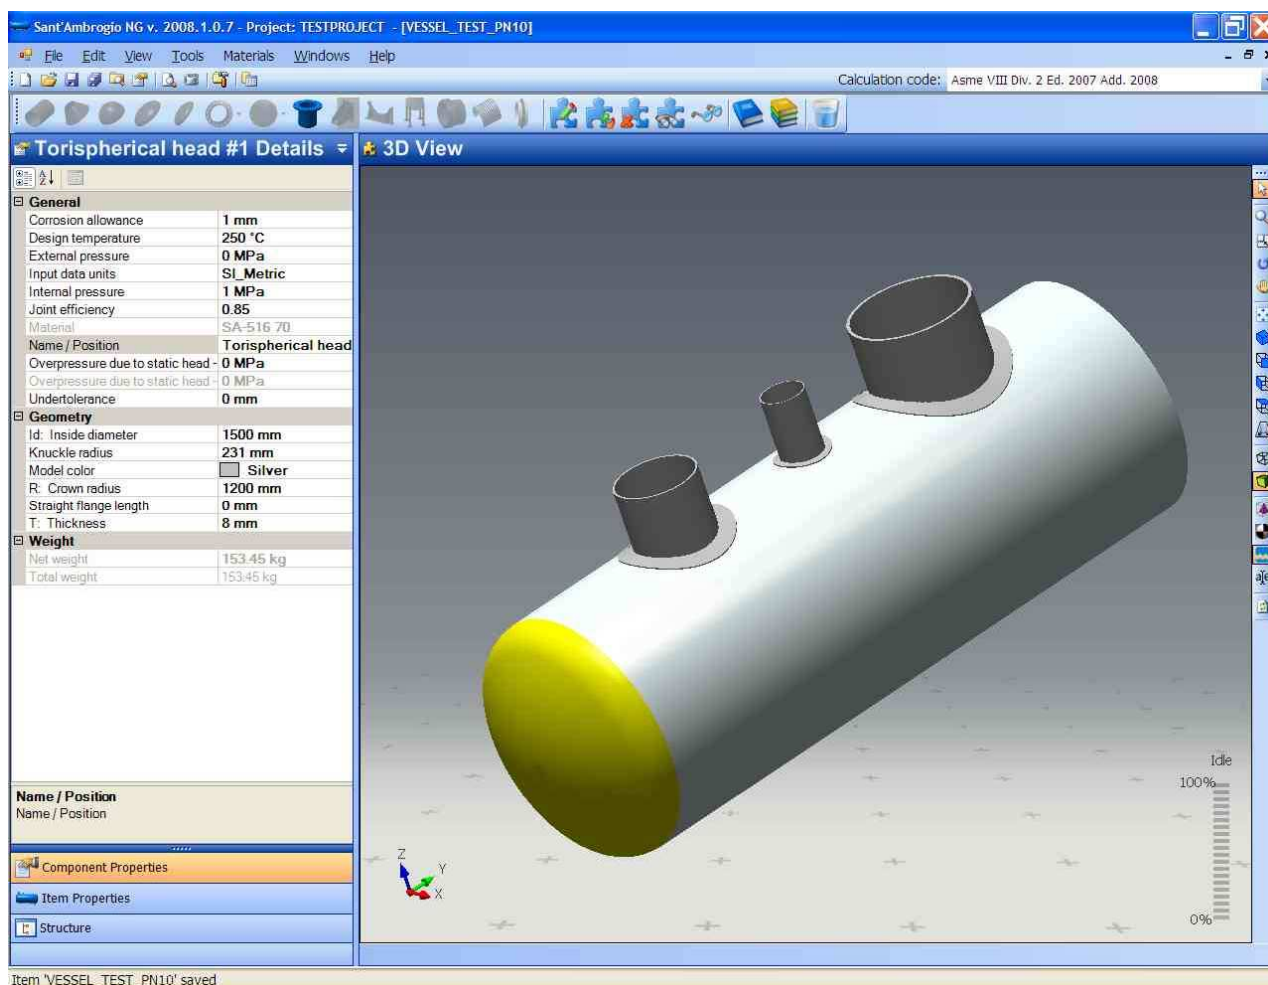 Sant'Ambrogio NG v. 2008.1.0.7 - Project: TESTPROJECT - [VESSEL_TEST_PN10]
File Edit View Tools Materials Windows Help
Calculation code: Asme VIII Div. 2 Ed. 2007 Add. 2008
Torispherical head #1 Details
3D View
General
Corrosion allowance 1 mm
Design temperature 250 °C
External pressure 0 MPa
Input data units SI_Metric
Internal pressure 1 MPa
Joint efficiency 0.85
Material SA-516 70
Name / Position Torispherical head
Overpressure due to static head - 0 MPa
Overpressure due to static head - 0 MPa
Undertolerance 0 mm
Geometry
Id: Inside diameter 1500 mm
Knuckle radius 231 mm
Model color Silver
R: Crown radius 1200 mm
Straight flange length 0 mm
T: Thickness 8 mm
Weight
Net weight 153.45 kg
Total weight 153.45 kg
Name / Position
Name / Position
Component Properties
Item Properties
Structure
Z
Y
X
Idle
100%
0%
Item 'VESSEL_TEST_PN10' saved